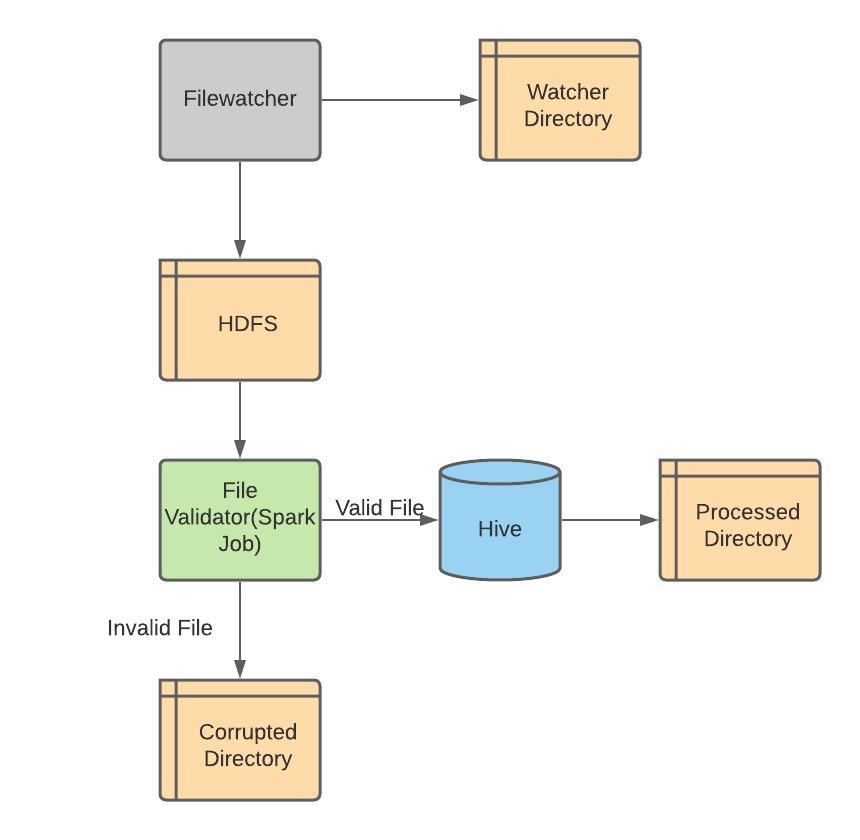 Filewatcher
Watcher
Directory
HDFS
File
Validator(Spark
Job)
Valid File
Hive
Processed
Directory
Invalid File
Corrupted
Directory